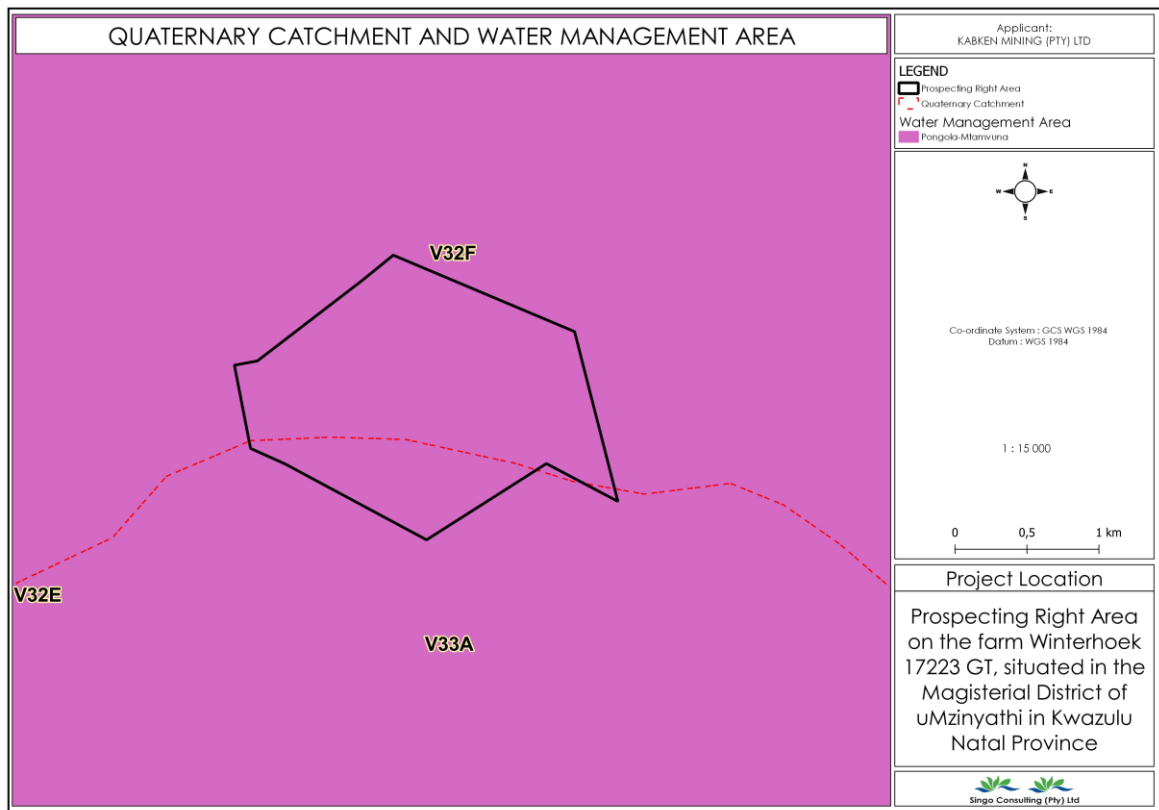 QUATERNARY CATCHMENT AND WATER MANAGEMENT AREA
Applicant:
KABKEN MINING (PTY) LTD
LEGEND
Prospecting Right Area
Quaternary Catchment
Water Management Area
Pongola-Mtamvuna
N
W
E
S
V32F
Co-ordinate System : GCS WGS 1984
Datum : WGS 1984
1 : 15 000
0 0,5 1 km
V32E
V33A
Project Location
Prospecting Right Area
on the farm Winterhoek
17223 GT, situated in the
Magisterial District of
uMzinyathi in Kwazulu
Natal Province
Singo Consulting (Pty) Ltd